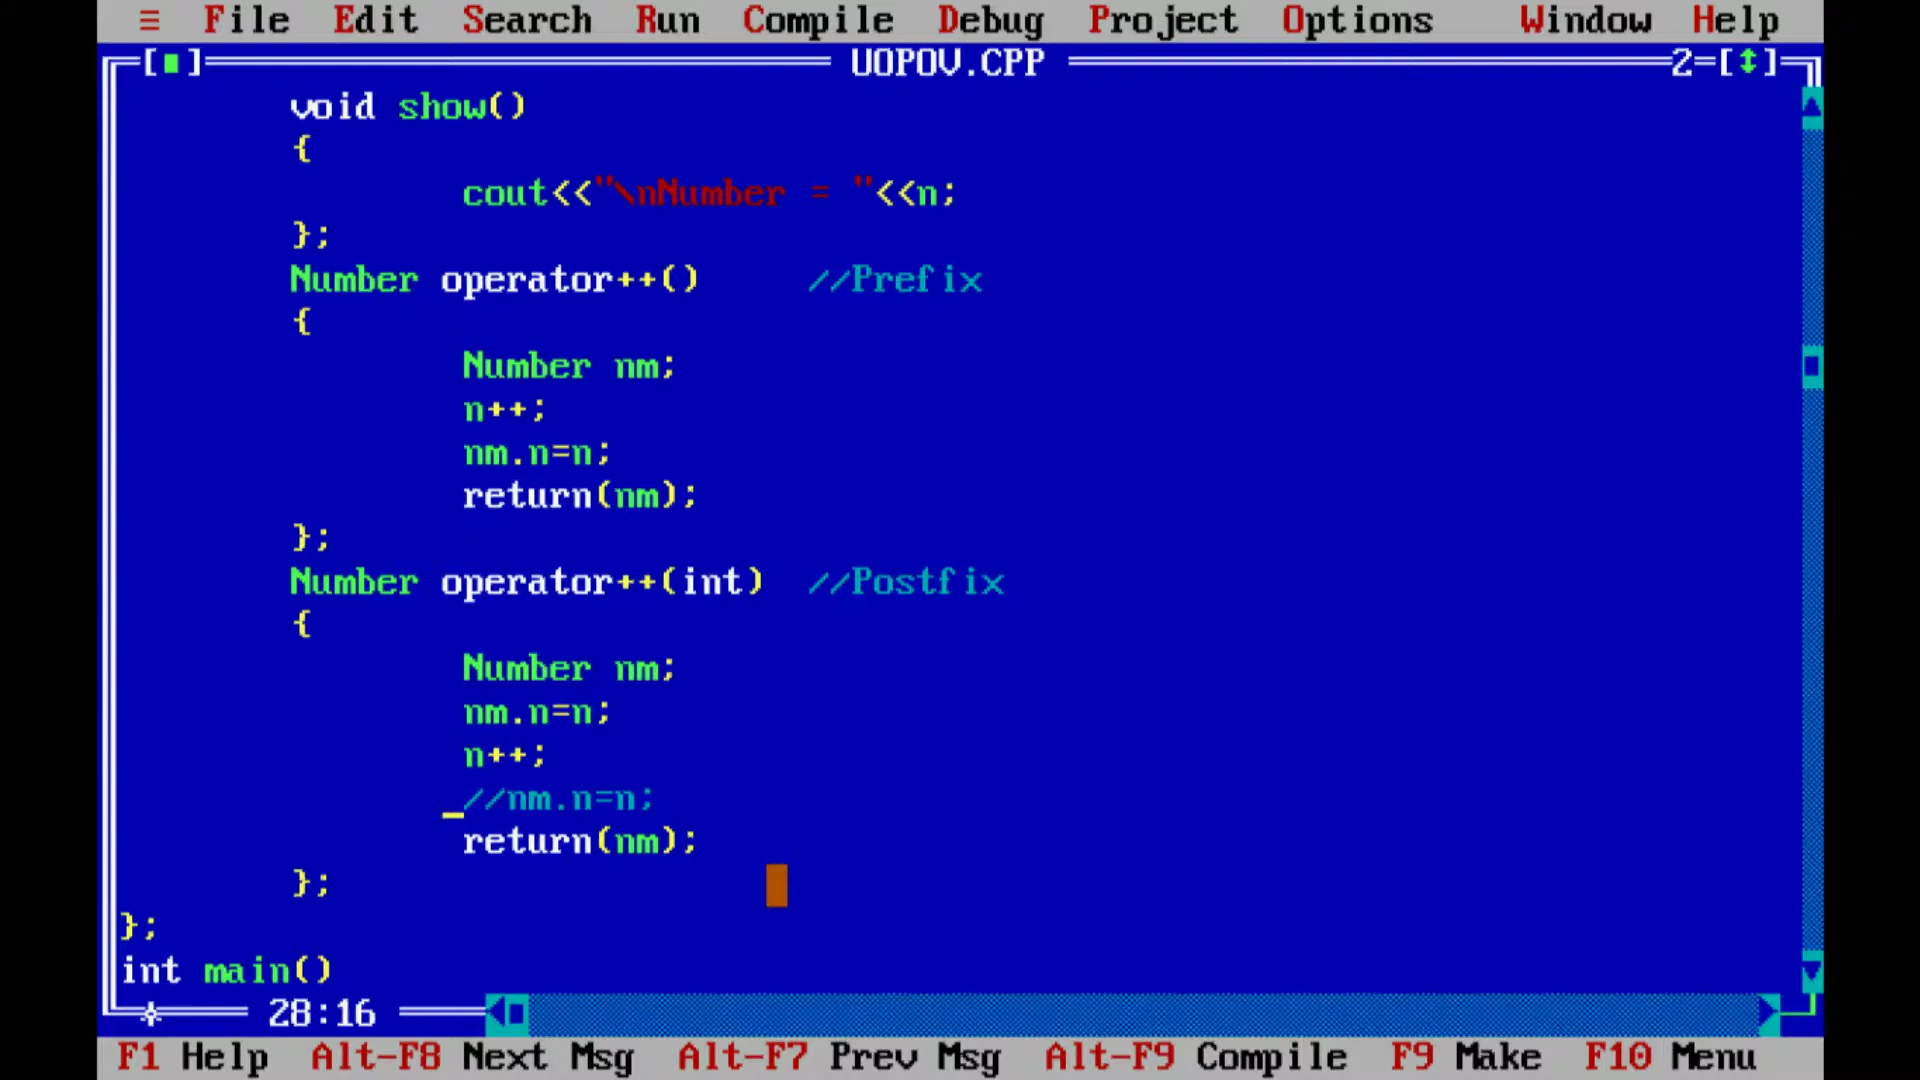 ≡ File Edit Search Run Compile Debug Project Options Window Help
[■] UOPOV.CPP 2=[↕]
void show()
{
cout<<"\nNumber = "<<n;
};
Number operator++() //Prefix
{
Number nm;
n++;
nm.n=n;
return(nm);
};
Number operator++(int) //Postfix
{
Number nm;
nm.n=n;
n++;
//nm.n=n;
return(nm);
};
};
int main()
28:16
F1 Help Alt-F8 Next Msg Alt-F7 Prev Msg Alt-F9 Compile F9 Make F10 Menu